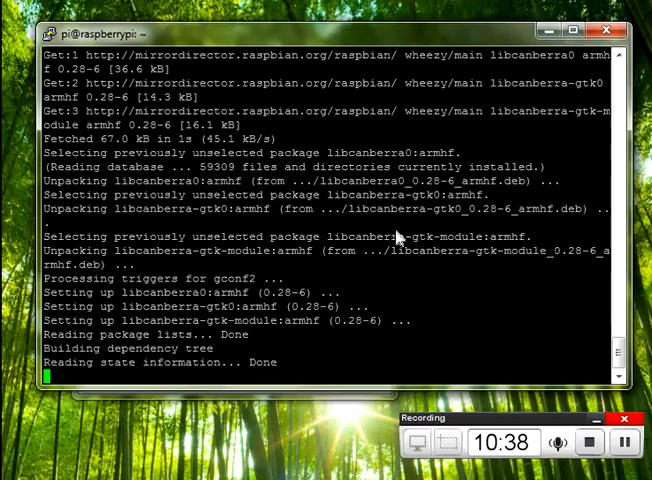 pi@raspberrypi: ~
Get:1 http://mirrordirector.raspbian.org/raspbian/ wheezy/main libcanberra0 armh
f 0.28-6 [36.6 kB]
Get:2 http://mirrordirector.raspbian.org/raspbian/ wheezy/main libcanberra-gtk0
armhf 0.28-6 [14.3 kB]
Get:3 http://mirrordirector.raspbian.org/raspbian/ wheezy/main libcanberra-gtk-m
odule armhf 0.28-6 [16.1 kB]
Fetched 67.0 kB in 1s (45.1 kB/s)
Selecting previously unselected package libcanberra0:armhf.
(Reading database ... 59309 files and directories currently installed.)
Unpacking libcanberra0:armhf (from .../libcanberra0_0.28-6_armhf.deb) ...
Selecting previously unselected package libcanberra-gtk0:armhf.
Unpacking libcanberra-gtk0:armhf (from .../libcanberra-gtk0_0.28-6_armhf.deb) ..
.
Selecting previously unselected package libcanberra-gtk-module:armhf.
Unpacking libcanberra-gtk-module:armhf (from .../libcanberra-gtk-module_0.28-6_a
rmhf.deb) ...
Processing triggers for gconf2 ...
Setting up libcanberra0:armhf (0.28-6) ...
Setting up libcanberra-gtk0:armhf (0.28-6) ...
Setting up libcanberra-gtk-module:armhf (0.28-6) ...
Reading package lists... Done
Building dependency tree
Reading state information... Done
Recording
10:38